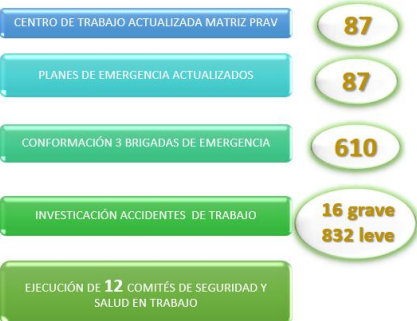 CENTRO DE TRABAJO ACTUALIZADA MATRIZ PRAV
87
PLANES DE EMERGENCIA ACTUALIZADOS
87
CONFORMACIÓN 3 BRIGADAS DE EMERGENCIA
610
INVESTICACIÓN ACCIDENTES DE TRABAJO
16 grave
832 leve
EJECUCIÓN DE 12 COMITÉS DE SEGURIDAD Y
SALUD EN TRABAJO